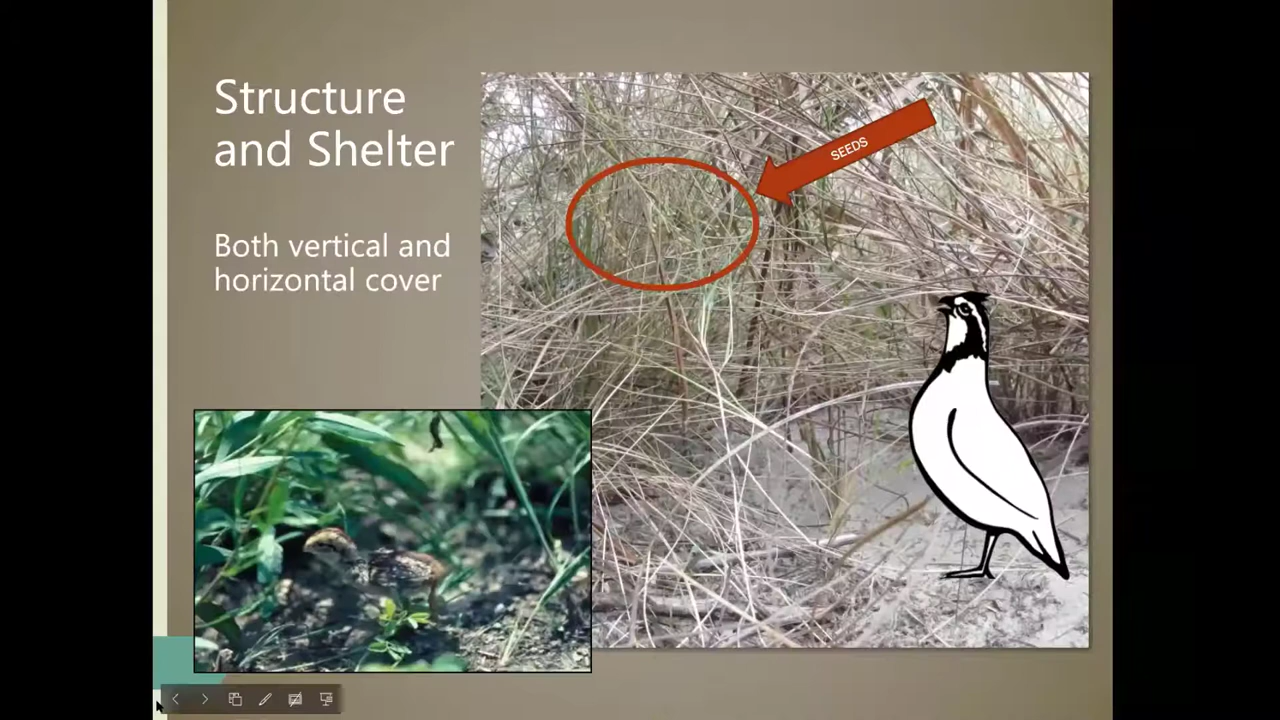 Structure
and Shelter
Both vertical and
horizontal cover
SEEDS